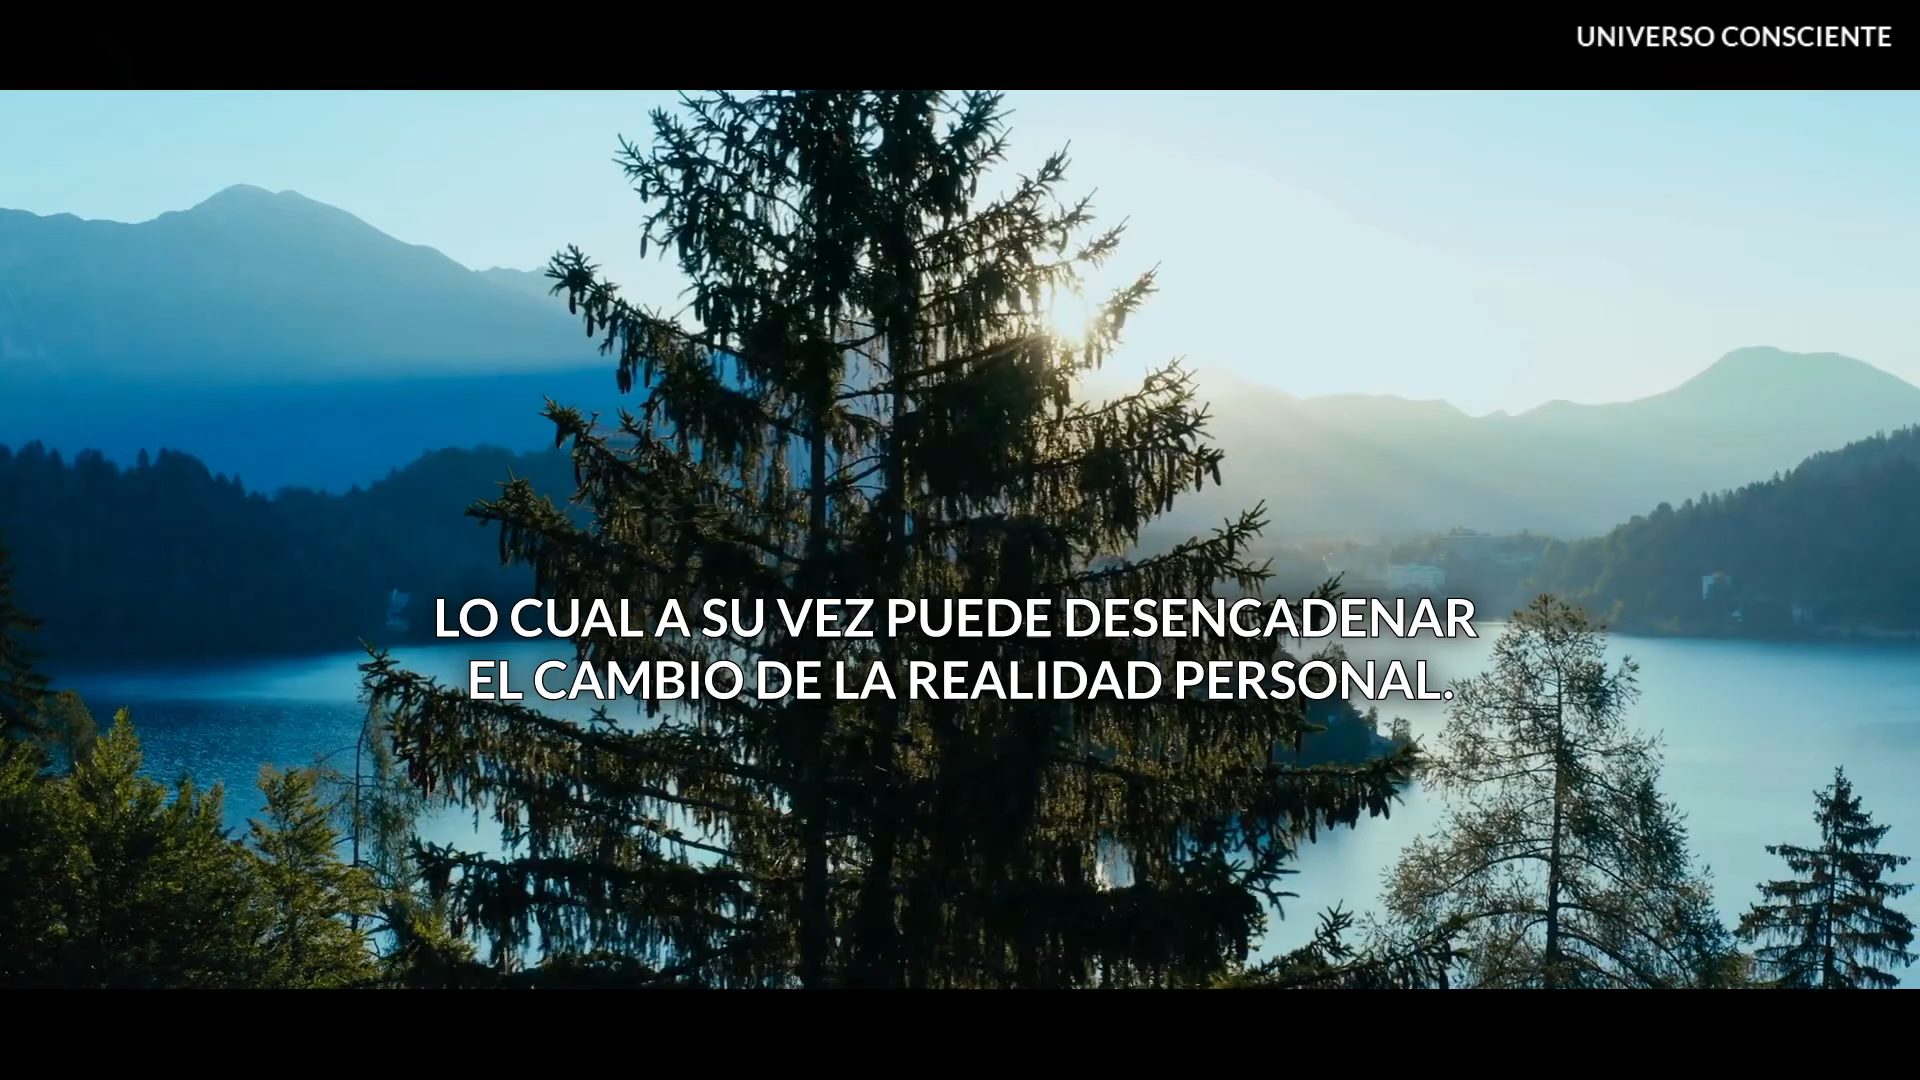 UNIVERSO CONSCIENTE
LO CUAL A SU VEZ PUEDE DESENCADENAR
EL CAMBIO DE LA REALIDAD PERSONAL.